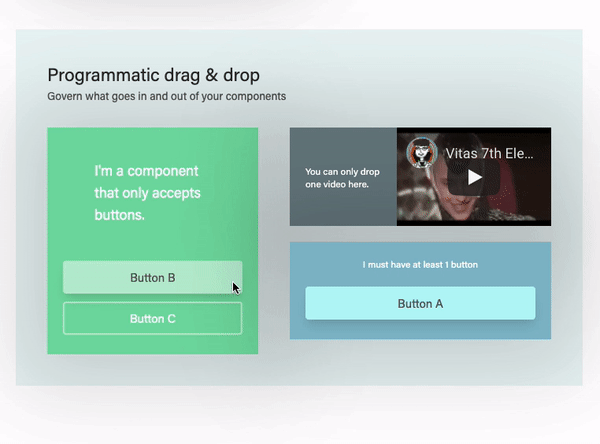 Programmatic drag & drop
Govern what goes in and out of your components
I'm a component
that only accepts
buttons.
Button B
Button C
You can only drop
one video here.
Vitas 7th Ele...
I must have at least 1 button
Button A